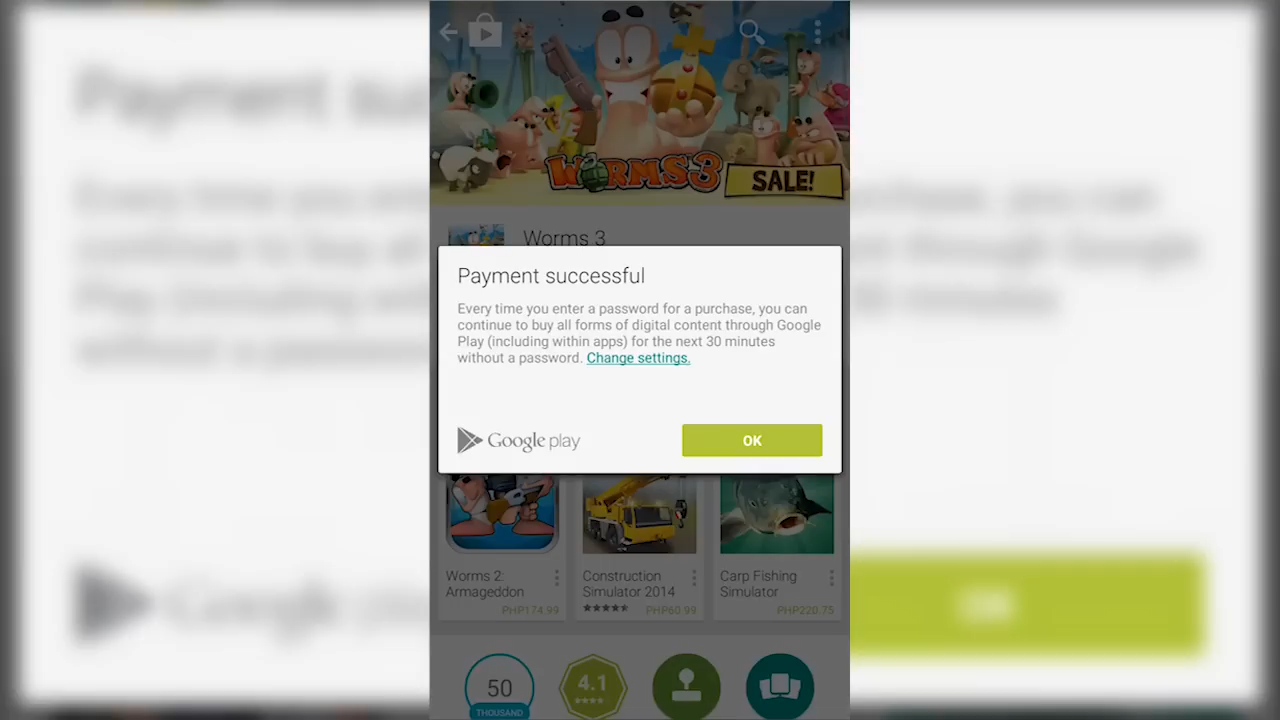 WORMS3
SALE!
Worms 3
Payment successful
Every time you enter a password for a purchase, you can
continue to buy all forms of digital content through Google
Play (including within apps) for the next 30 minutes
without a password. Change settings.
Google play
OK
Worms 2:
Armageddon
PHP174.99
Construction
Simulator 2014
PHP60.99
Carp Fishing
Simulator
PHP220.75
50
THOUSAND
4.1